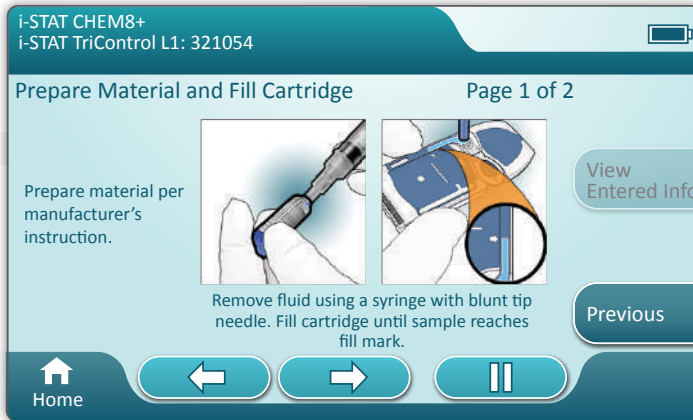 i-STAT CHEM8+
i-STAT TriControl L1: 321054
Prepare Material and Fill Cartridge
Page 1 of 2
Prepare material per
manufacturer's
instruction.
Remove fluid using a syringe with blunt tip
needle. Fill cartridge until sample reaches
fill mark.
View
Entered Info
Previous
Home